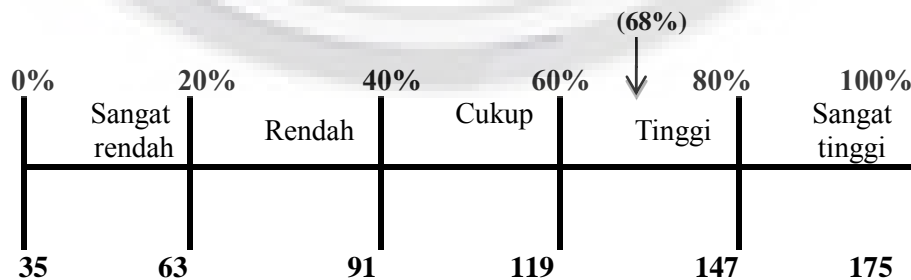 (68%)
0% 20% 40% 60% 80% 100%
Sangat rendah Rendah Cukup Tinggi Sangat tinggi
35 63 91 119 147 175